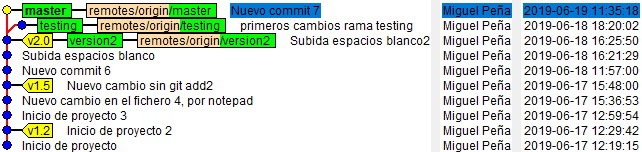 master remotes/origin/master Nuevo commit 7 Miguel Peña 2019-06-19 11:35:18
testing remotes/origin/testing primeros cambios rama testing Miguel Peña 2019-06-18 18:20:02
v2.0 version2 remotes/origin/version2 Subida espacios blanco2 Miguel Peña 2019-06-18 16:25:50
Subida espacios blanco Miguel Peña 2019-06-18 16:21:29
Nuevo commit 6 Miguel Peña 2019-06-18 11:57:00
v1.5 Nuevo cambio sin git add2 Miguel Peña 2019-06-17 15:48:00
Nuevo cambio en el fichero 4, por notepad Miguel Peña 2019-06-17 15:36:53
Inicio de proyecto 3 Miguel Peña 2019-06-17 12:59:54
v1.2 Inicio de proyecto 2 Miguel Peña 2019-06-17 12:29:42
Inicio de proyecto Miguel Peña 2019-06-17 12:19:15